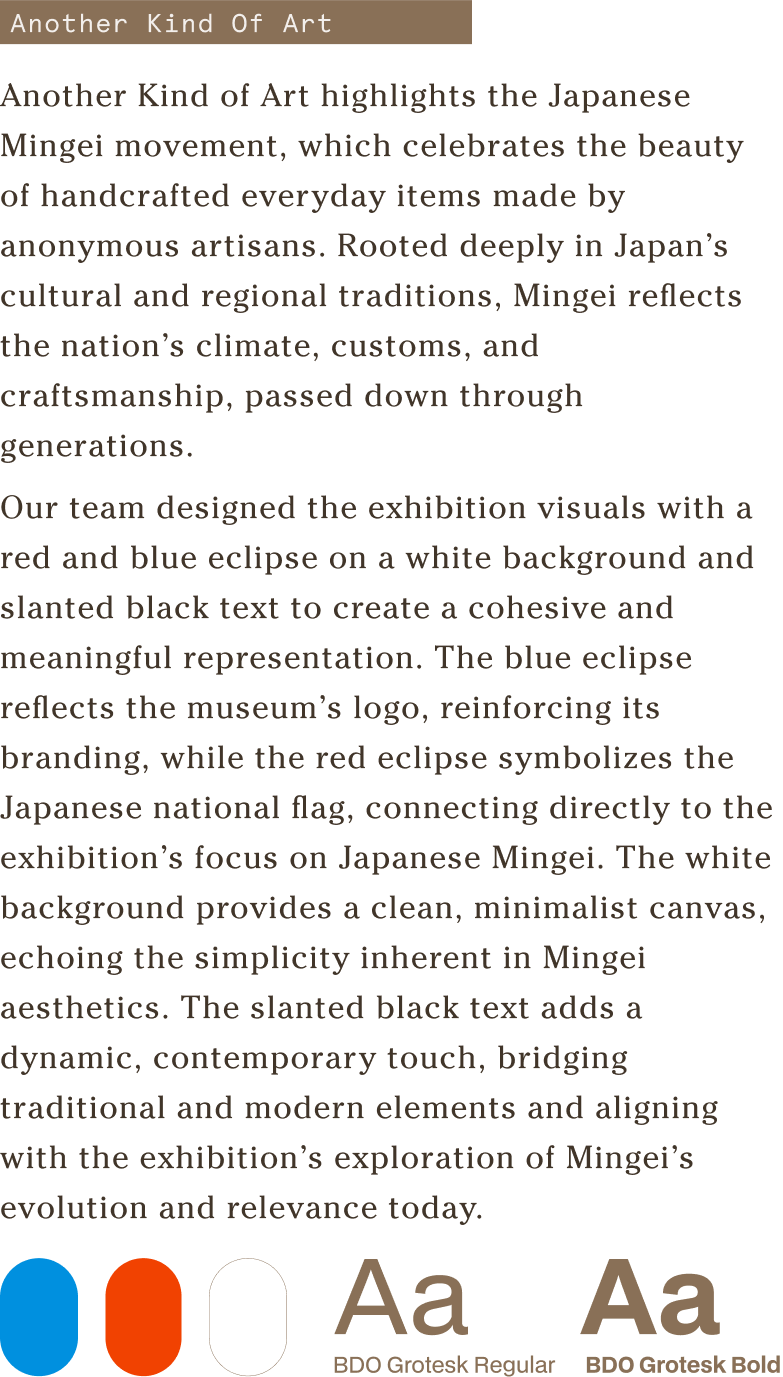 Another Kind Of Art
Another Kind of Art highlights the Japanese
Mingei movement, which celebrates the beauty
of handcrafted everyday items made by
anonymous artisans. Rooted deeply in Japan’s
cultural and regional traditions, Mingei reflects
the nation’s climate, customs, and
craftsmanship, passed down through
generations.
Our team designed the exhibition visuals with a
red and blue eclipse on a white background and
slanted black text to create a cohesive and
meaningful representation. The blue eclipse
reflects the museum’s logo, reinforcing its
branding, while the red eclipse symbolizes the
Japanese national flag, connecting directly to the
exhibition’s focus on Japanese Mingei. The white
background provides a clean, minimalist canvas,
echoing the simplicity inherent in Mingei
aesthetics. The slanted black text adds a
dynamic, contemporary touch, bridging
traditional and modern elements and aligning
with the exhibition’s exploration of Mingei’s
evolution and relevance today.
Aa Aa
BDO Grotesk Regular BDO Grotesk Bold